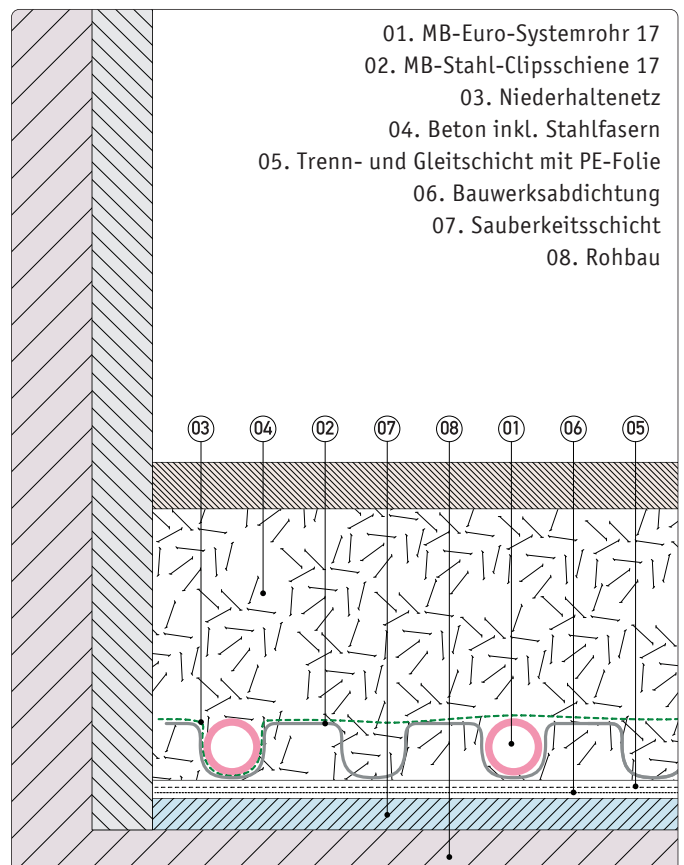 01. MB-Euro-Systemrohr 17
02. MB-Stahl-Clipsschiene 17
03. Niederhaltenetz
04. Beton inkl. Stahlfasern
05. Trenn- und Gleitschicht mit PE-Folie
06. Bauwerksabdichtung
07. Sauberkeitsschicht
08. Rohbau
03 04 02 07 08 01 06 05